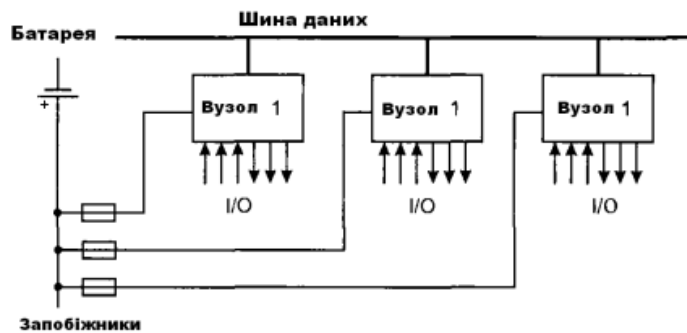 Шина даних
Батарея
+
Вузол 1
Вузол 1
Вузол 1
I/O
I/O
I/O
Запобіжники